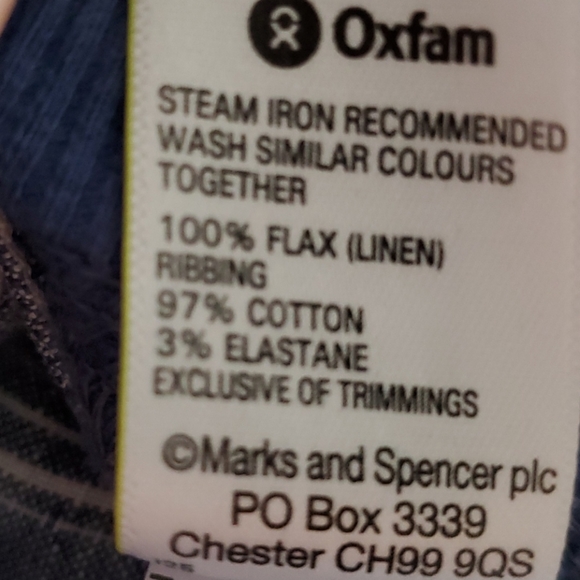 Oxfam
STEAM IRON RECOMMENDED
WASH SIMILAR COLOURS
TOGETHER
100% FLAX (LINEN)
RIBBING
97% COTTON
3% ELASTANE
EXCLUSIVE OF TRIMMINGS
©Marks and Spencer plc
PO Box 3339
Chester CH99 9QS